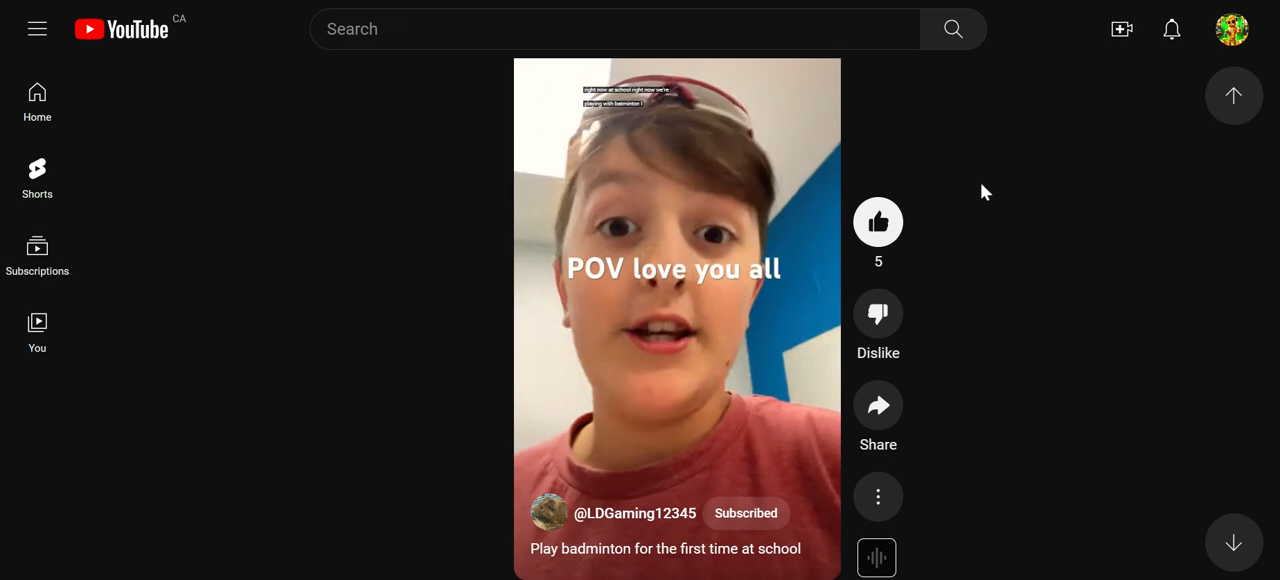 YouTube CA
Search
Home
Shorts
Subscriptions
You
right now at school right now we're
playing with batminton I
POV love you all
5
Dislike
Share
@LDGaming12345 Subscribed
Play badminton for the first time at school